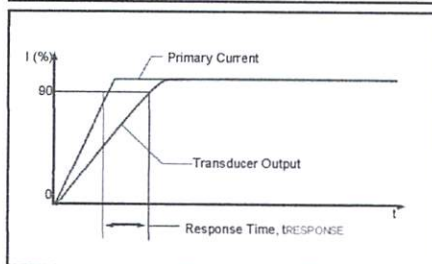 I (%)
Primary Current
90
Transducer Output
0
t
Response Time, tRESPONSE